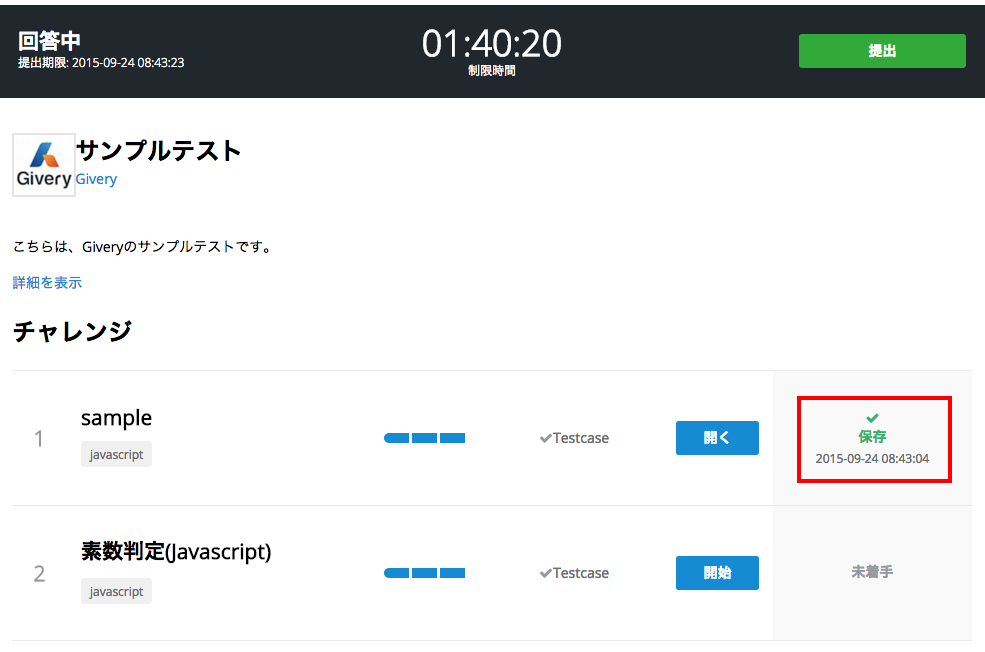 回答中
提出期限: 2015-09-24 08:43:23
01:40:20
制限時間
提出
Givery
サンプルテスト
Givery
こちらは、Giveryのサンプルテストです。
詳細を表示
チャレンジ
1
sample
javascript
Testcase
開く
保存
2015-09-24 08:43:04
2
素数判定(Javascript)
javascript
Testcase
開始
未着手